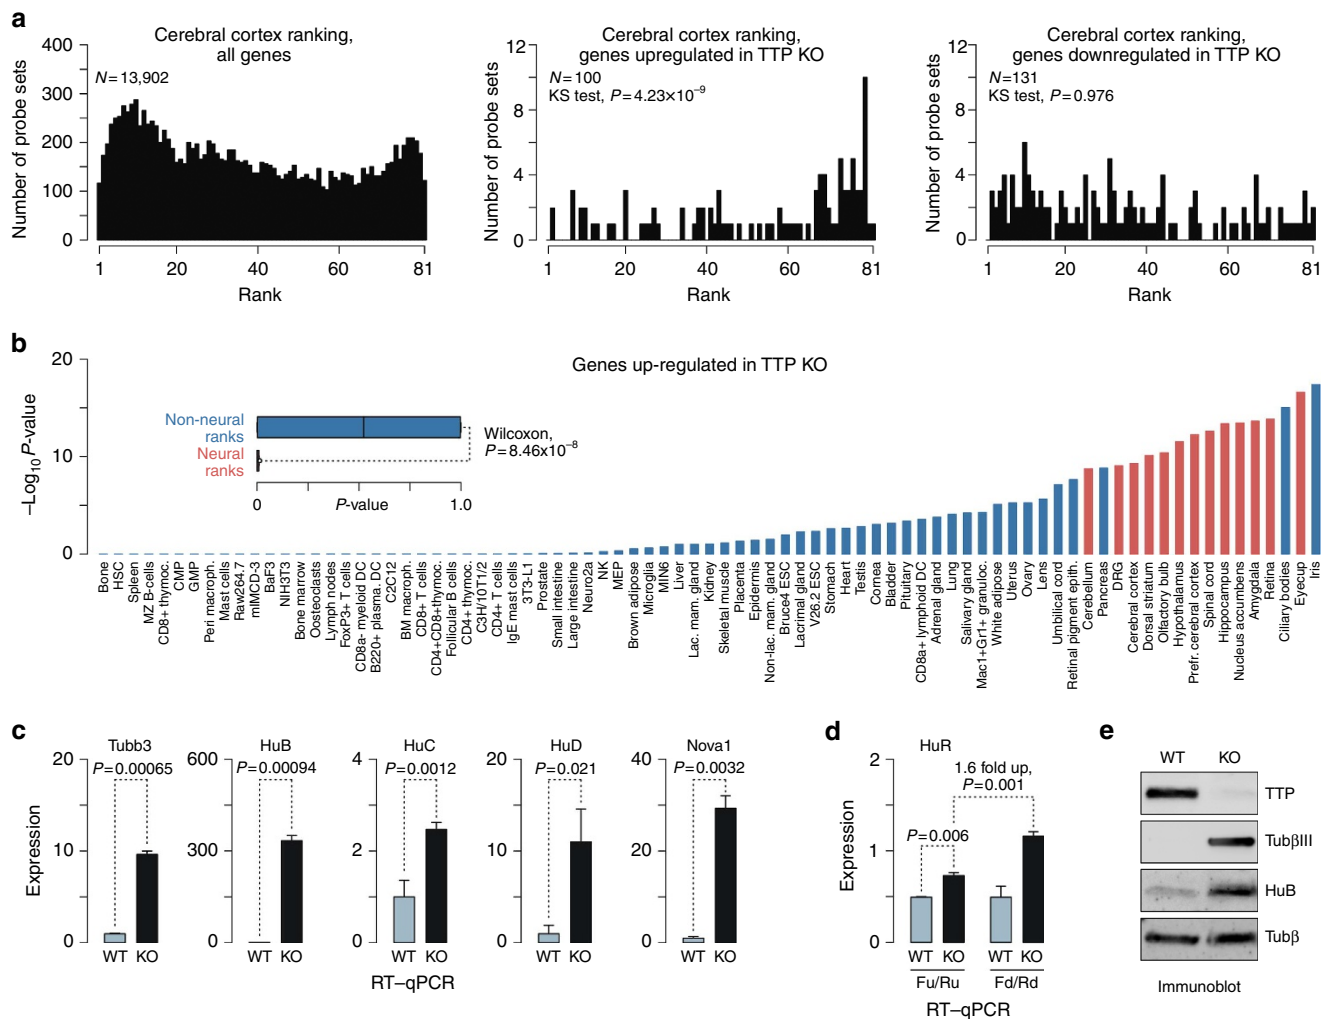 a
Cerebral cortex ranking,
all genes
N=13,902
Number of probe sets
400
300
200
100
0
1
20
40
60
81
Rank
Cerebral cortex ranking,
genes upregulated in TTP KO
N=100
KS test, P=4.23×10⁻⁹
Number of probe sets
12
8
4
0
1
20
40
60
81
Rank
Cerebral cortex ranking,
genes downregulated in TTP KO
N=131
KS test, P=0.976
Number of probe sets
12
8
4
0
1
20
40
60
81
Rank
b
Genes up-regulated in TTP KO
–Log₁₀ P-value
20
10
0
Non-neural
ranks
Neural
ranks
Wilcoxon,
P=8.46x10⁻⁸
0
P-value
1.0
Bone
HSC
Spleen
MZ B-cells
CD8+ thymoc.
CMP
GMP
Peri macroph.
Mast cells
Raw264.7
mIMCD-3
BaF3
NIH3T3
Bone marrow
Osteoclasts
Lymph nodes
FoxP3+ T cells
CD8a- myeloid DC
B220+ plasma. DC
C2C12
BM macroph.
CD8+ T cells
CD4+CD8+thymoc.
Follicular B cells
CD4+ thymoc.
C3H/10T1/2
CD4+ T cells
IgE mast cells
3T3-L1
Prostate
Small intestine
Large intestine
Neuro2a
NK
MEP
Brown adipose
Microglia
MIN6
Liver
Lac. mam. gland
Kidney
Skeletal muscle
Placenta
Epidermis
Non-lac. mam. gland
Bruce4 ESC
Lacrimal gland
V26.2 ESC
Stomach
Heart
Testis
Cornea
Bladder
Pituitary
CD8a+ lymphoid DC
Adrenal gland
Lung
Salivary gland
Mac1+Gr1+ granuloc.
White adipose
Uterus
Ovary
Lens
Umbilical cord
Retinal pigment epith.
Cerebellum
Pancreas
DRG
Cerebral cortex
Dorsal striatum
Olfactory bulb
Hypothalamus
Prefr. cerebral cortex
Spinal cord
Hippocampus
Nucleus accumbens
Amygdala
Retina
Ciliary bodies
Eyecup
Iris
c
Expression
Tubb3
P=0.00065
20
10
0
WT KO
HuB
P=0.00094
600
300
0
WT KO
HuC
P=0.0012
4
2
0
WT KO
HuD
P=0.021
20
10
0
WT KO
Nova1
P=0.0032
40
20
0
WT KO
RT–qPCR
d
HuR
Expression
2
1
0
1.6 fold up,
P=0.001
P=0.006
WT KO WT KO
Fu/Ru Fd/Rd
RT–qPCR
e
WT KO
TTP
TubβIII
HuB
Tubβ
Immunoblot